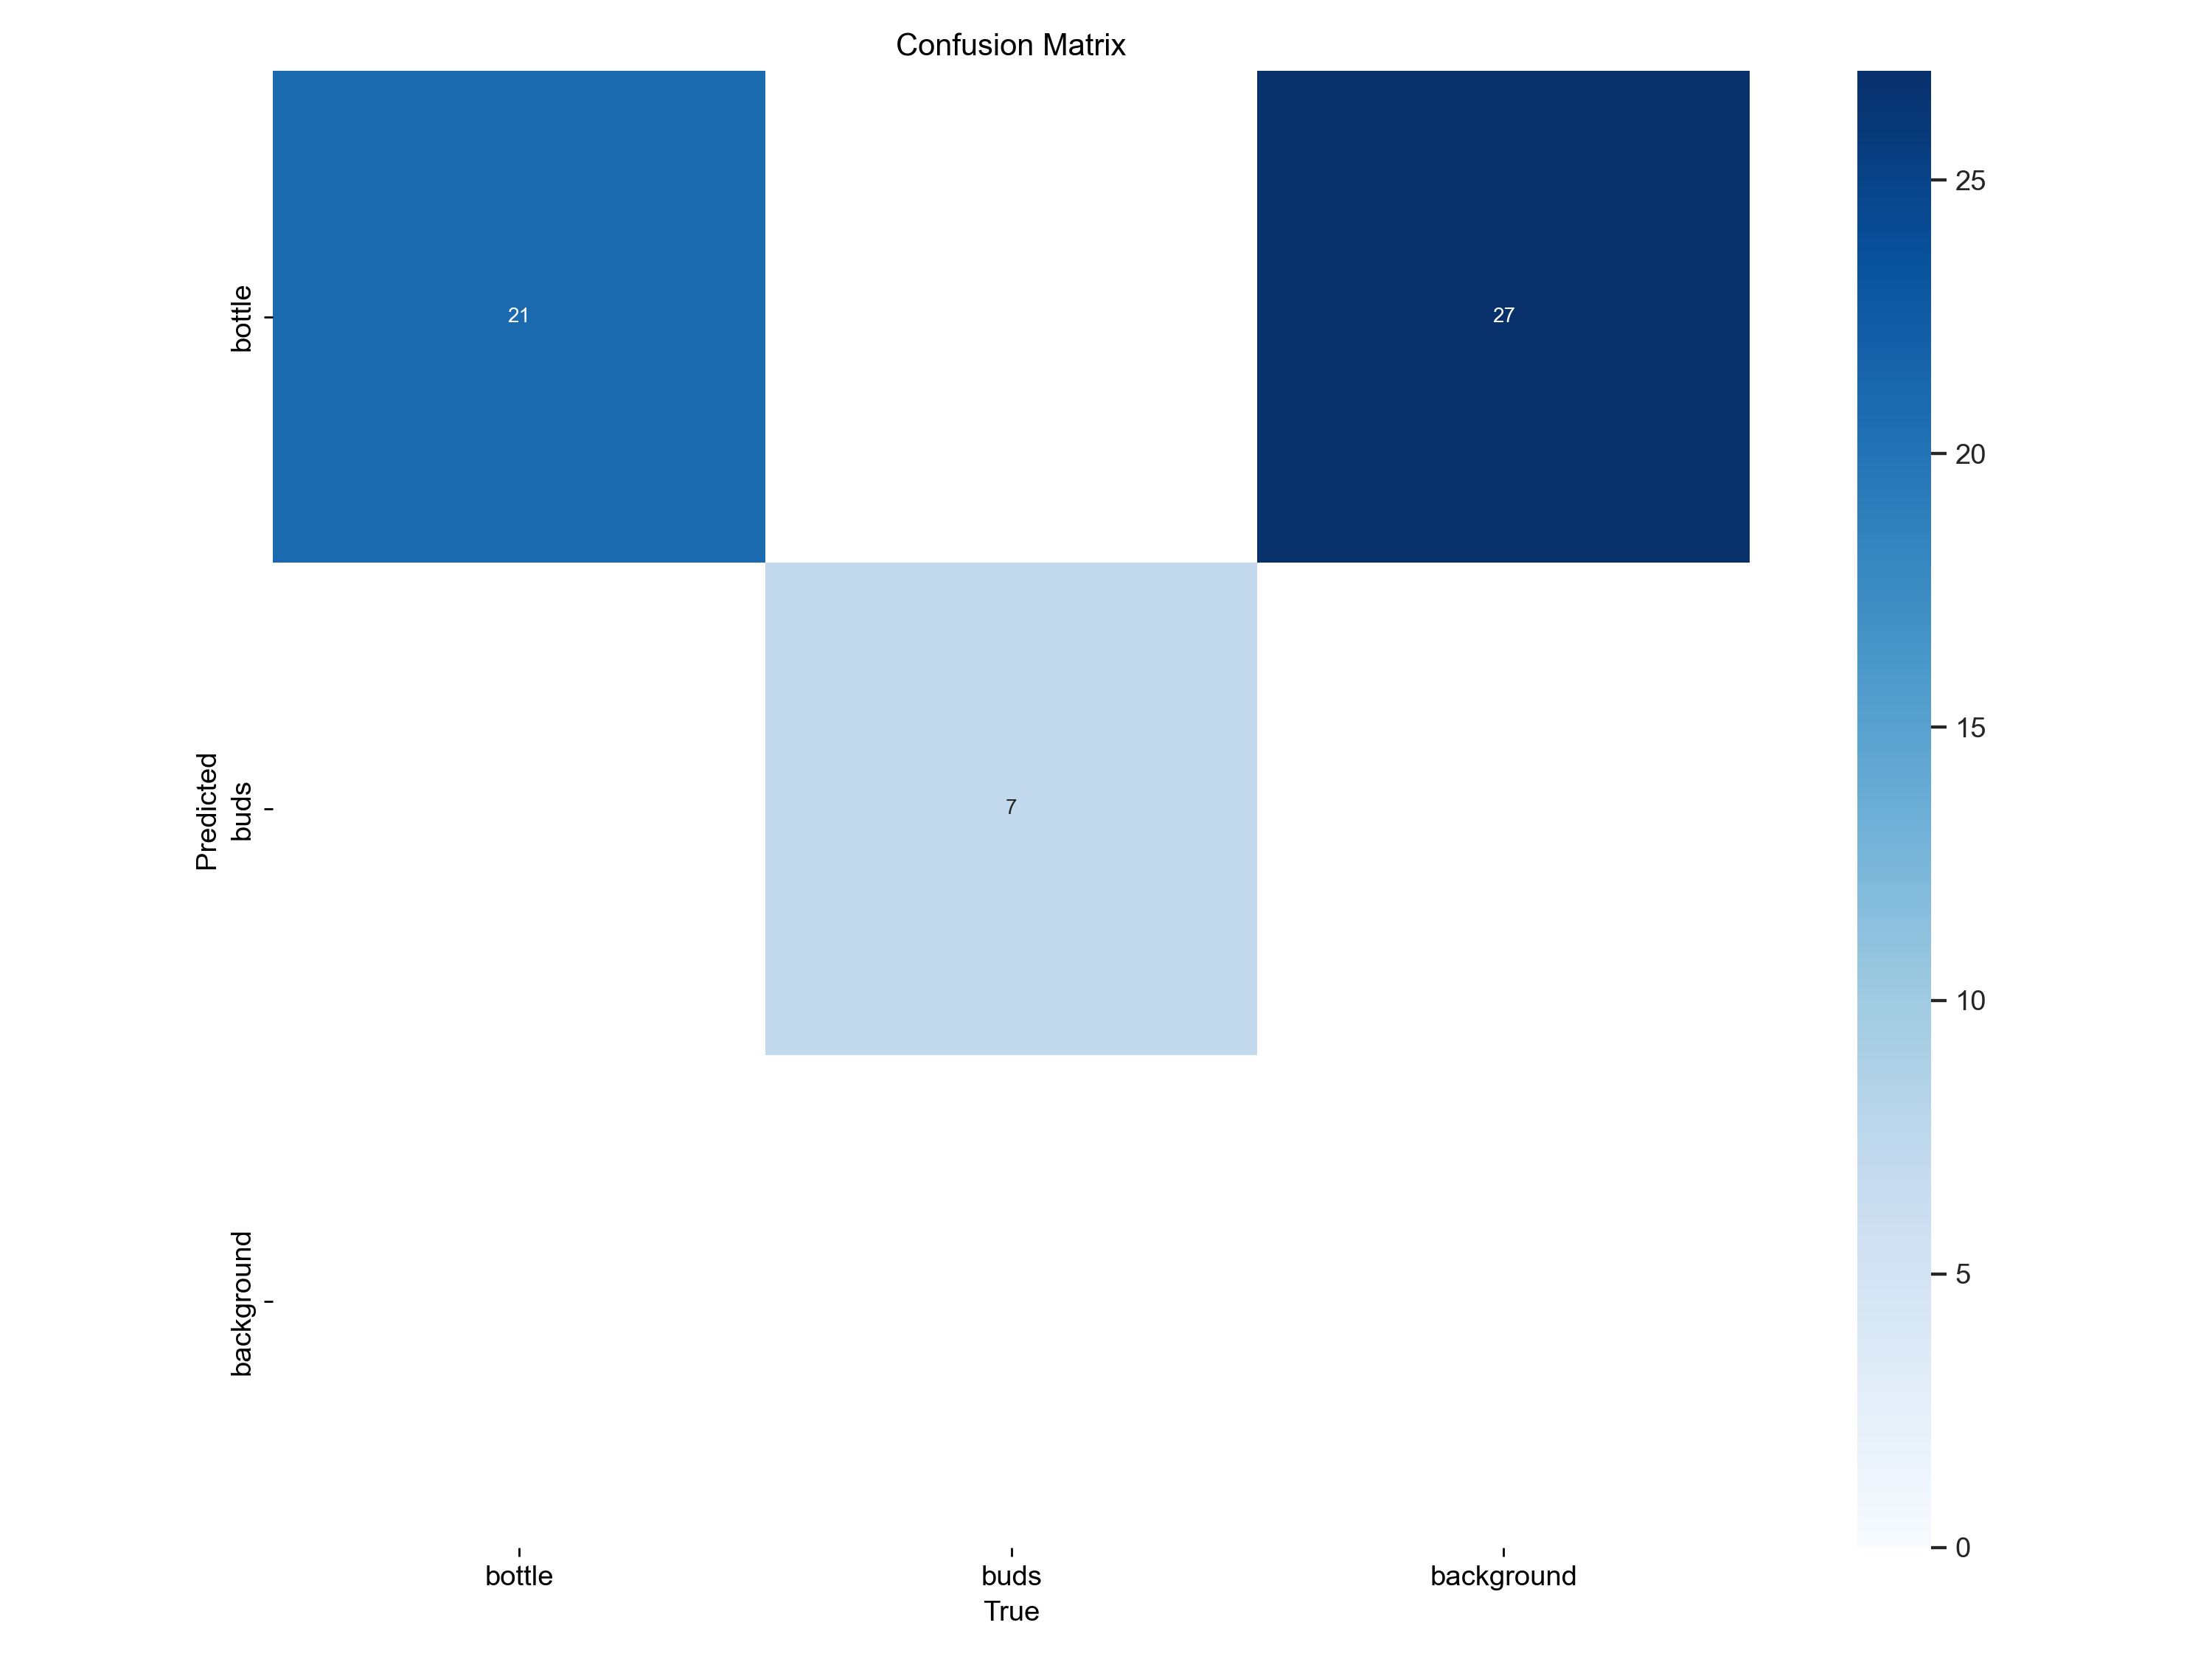 Confusion Matrix
bottle
21
27
25
20
15
Predicted
buds
7
10
5
background
0
bottle
buds
background
True